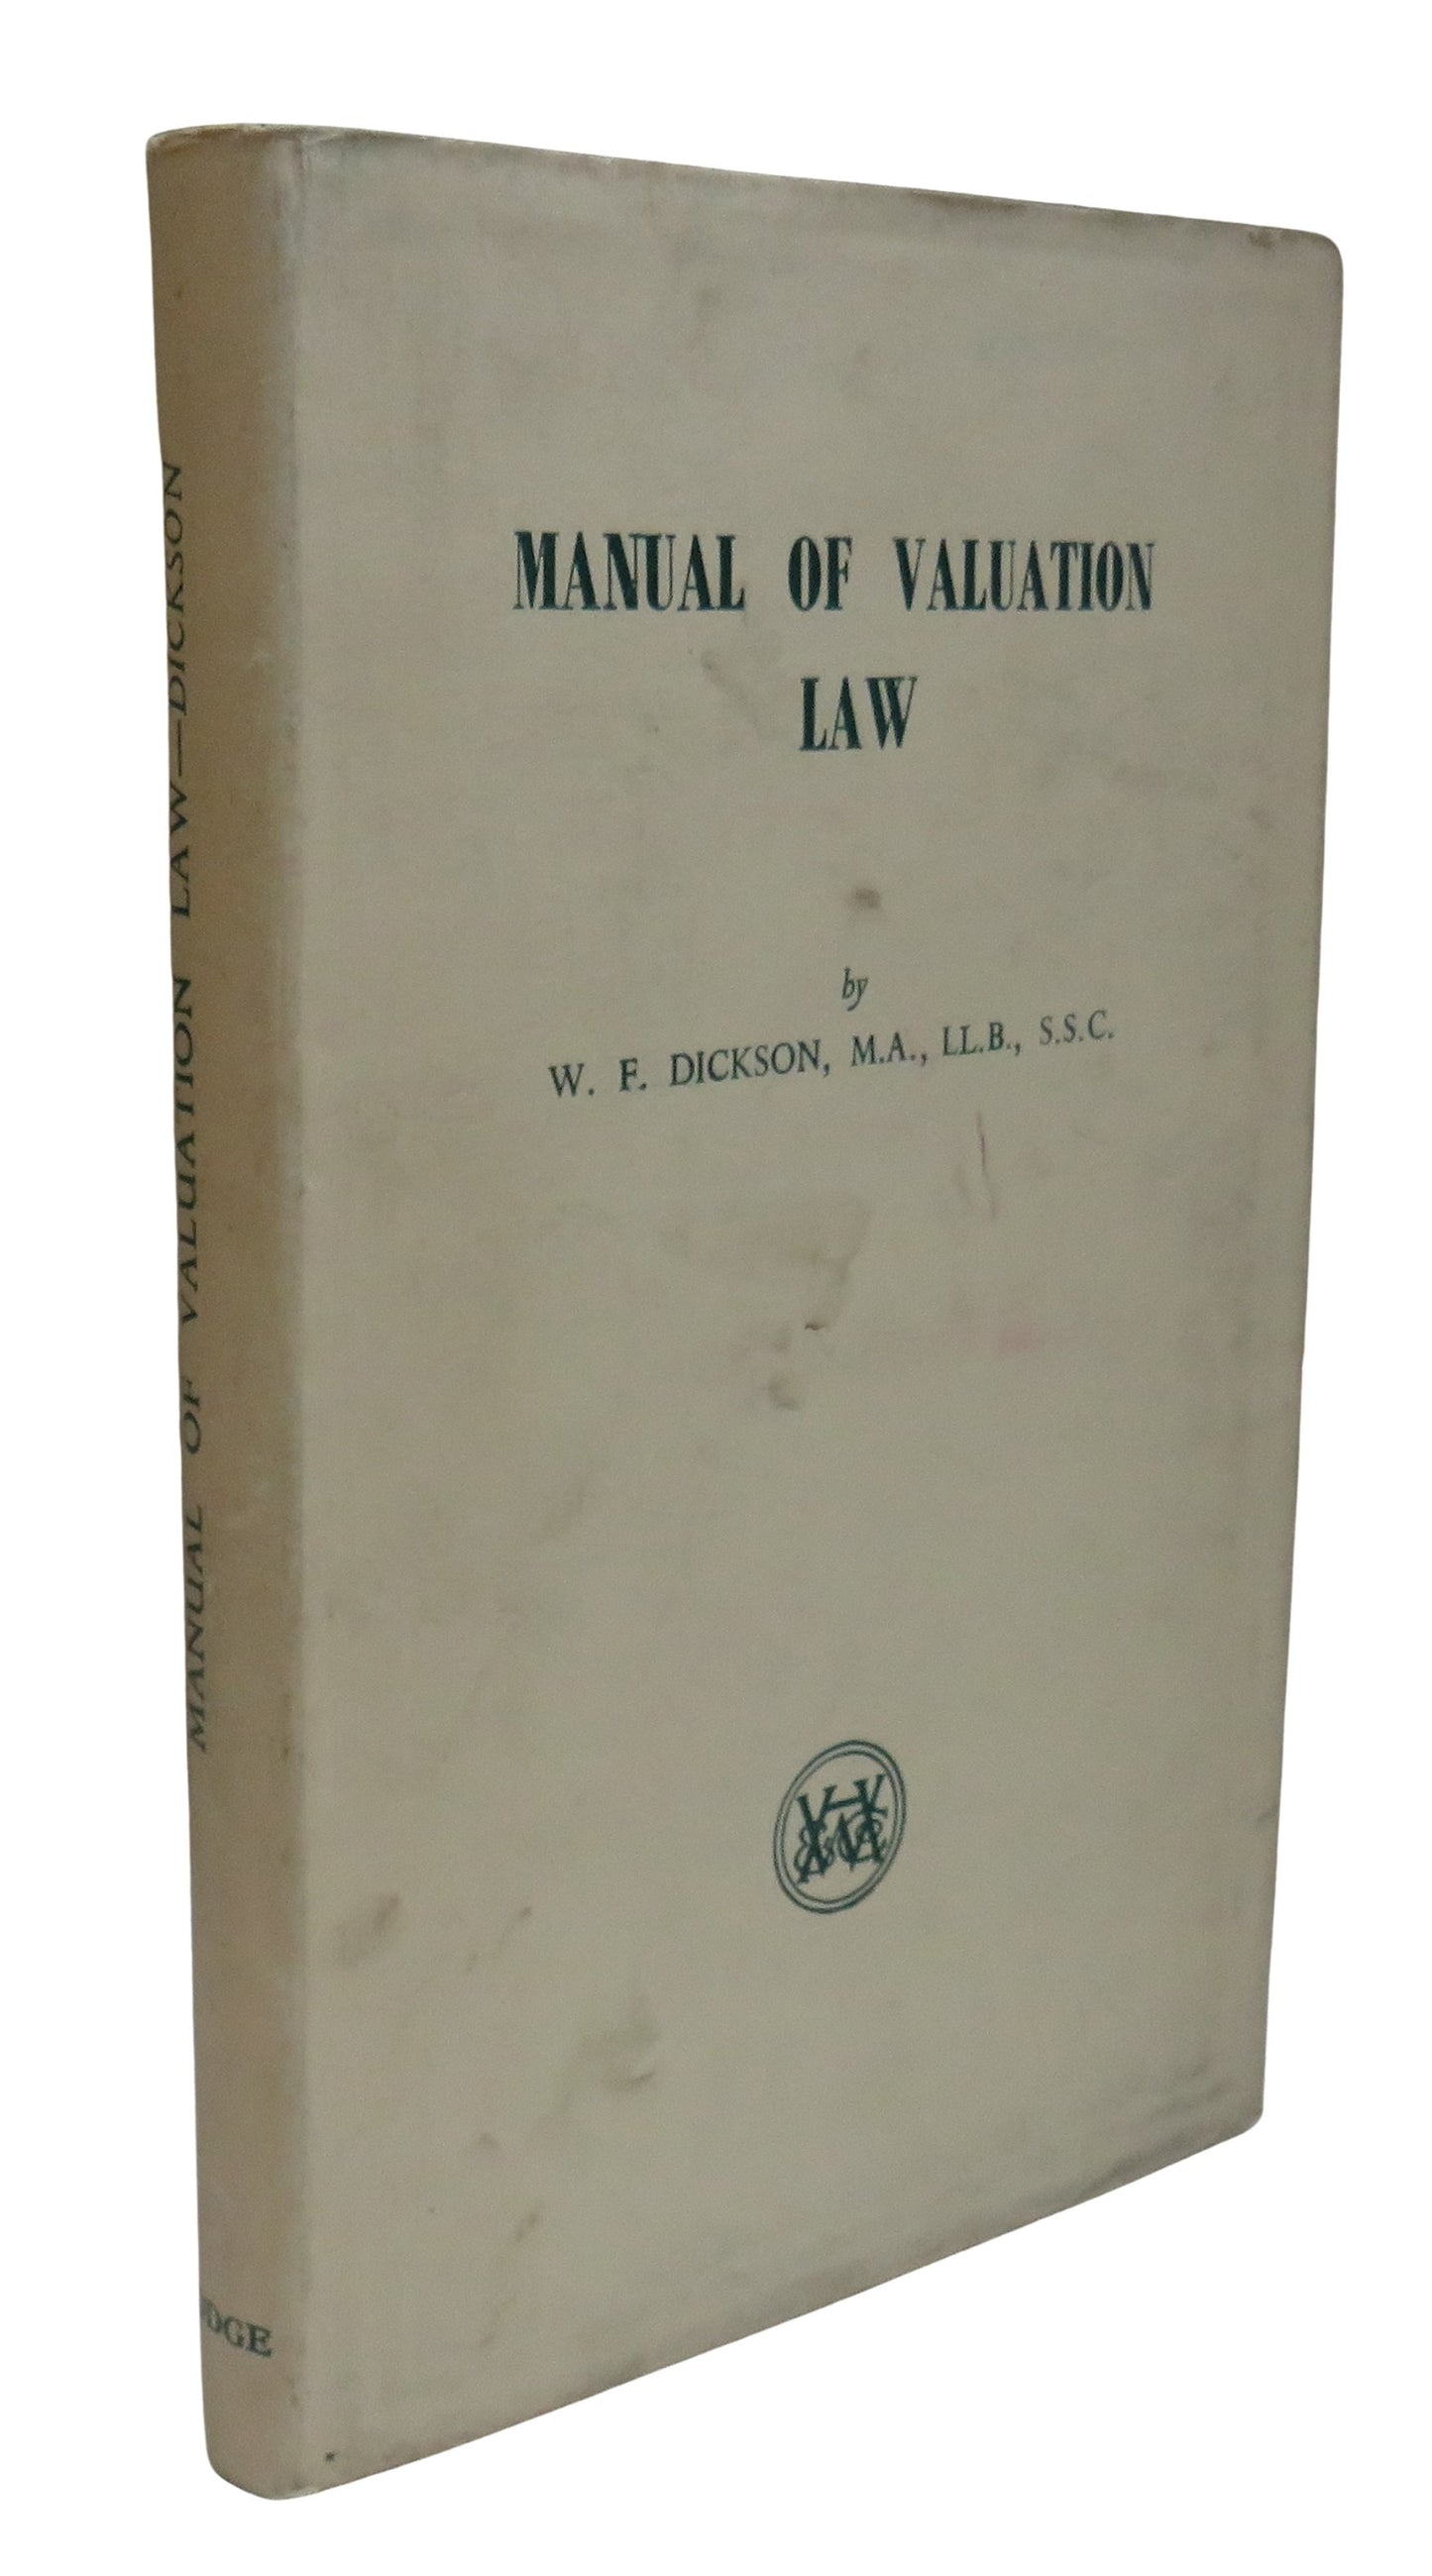 MANUAL OF VALUATION
LAW
by
W. F. DICKSON, M.A., LL.B., S.S.C.
MANUAL OF VALUATION LAW—DICKSON